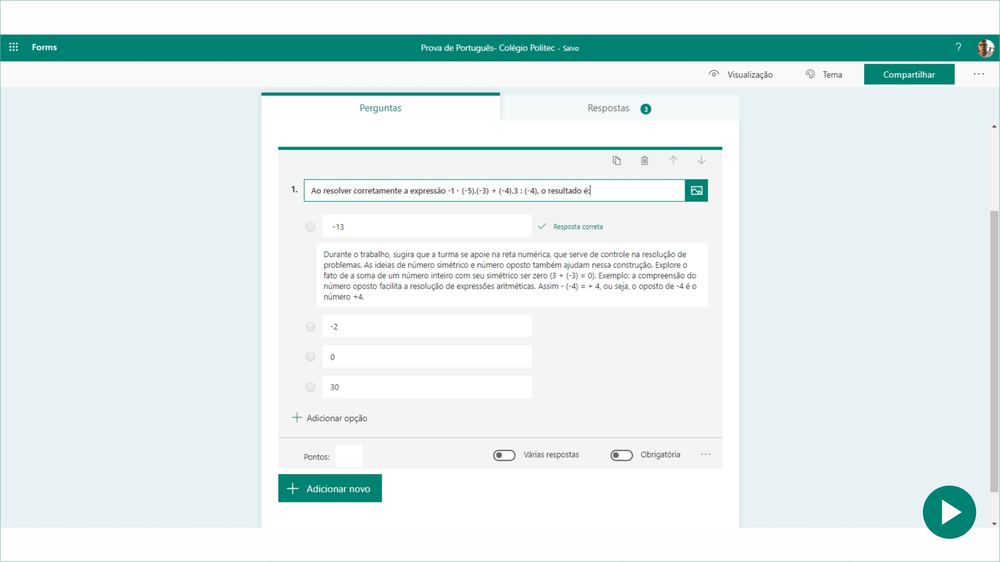 Forms
Prova de Português- Colégio Politec - Salvo
?
Visualização
Tema
Compartilhar
...
Perguntas
Respostas 3
1. Ao resolver corretamente a expressão -1 - (-5).(-3) + (-4).3 : (-4), o resultado é:
-13
Resposta correta
Durante o trabalho, sugira que a turma se apoie na reta numérica, que serve de controle na resolução de
problemas. As ideias de número simétrico e número oposto também ajudam nessa construção. Explore o
fato de a soma de um número inteiro com seu simétrico ser zero (3 + (-3) = 0). Exemplo: a compreensão do
número oposto facilita a resolução de expressões aritméticas. Assim - (-4) = + 4, ou seja, o oposto de -4 é o
número +4.
-2
0
30
Adicionar opção
Pontos:
Várias respostas
Obrigatória
...
Adicionar novo